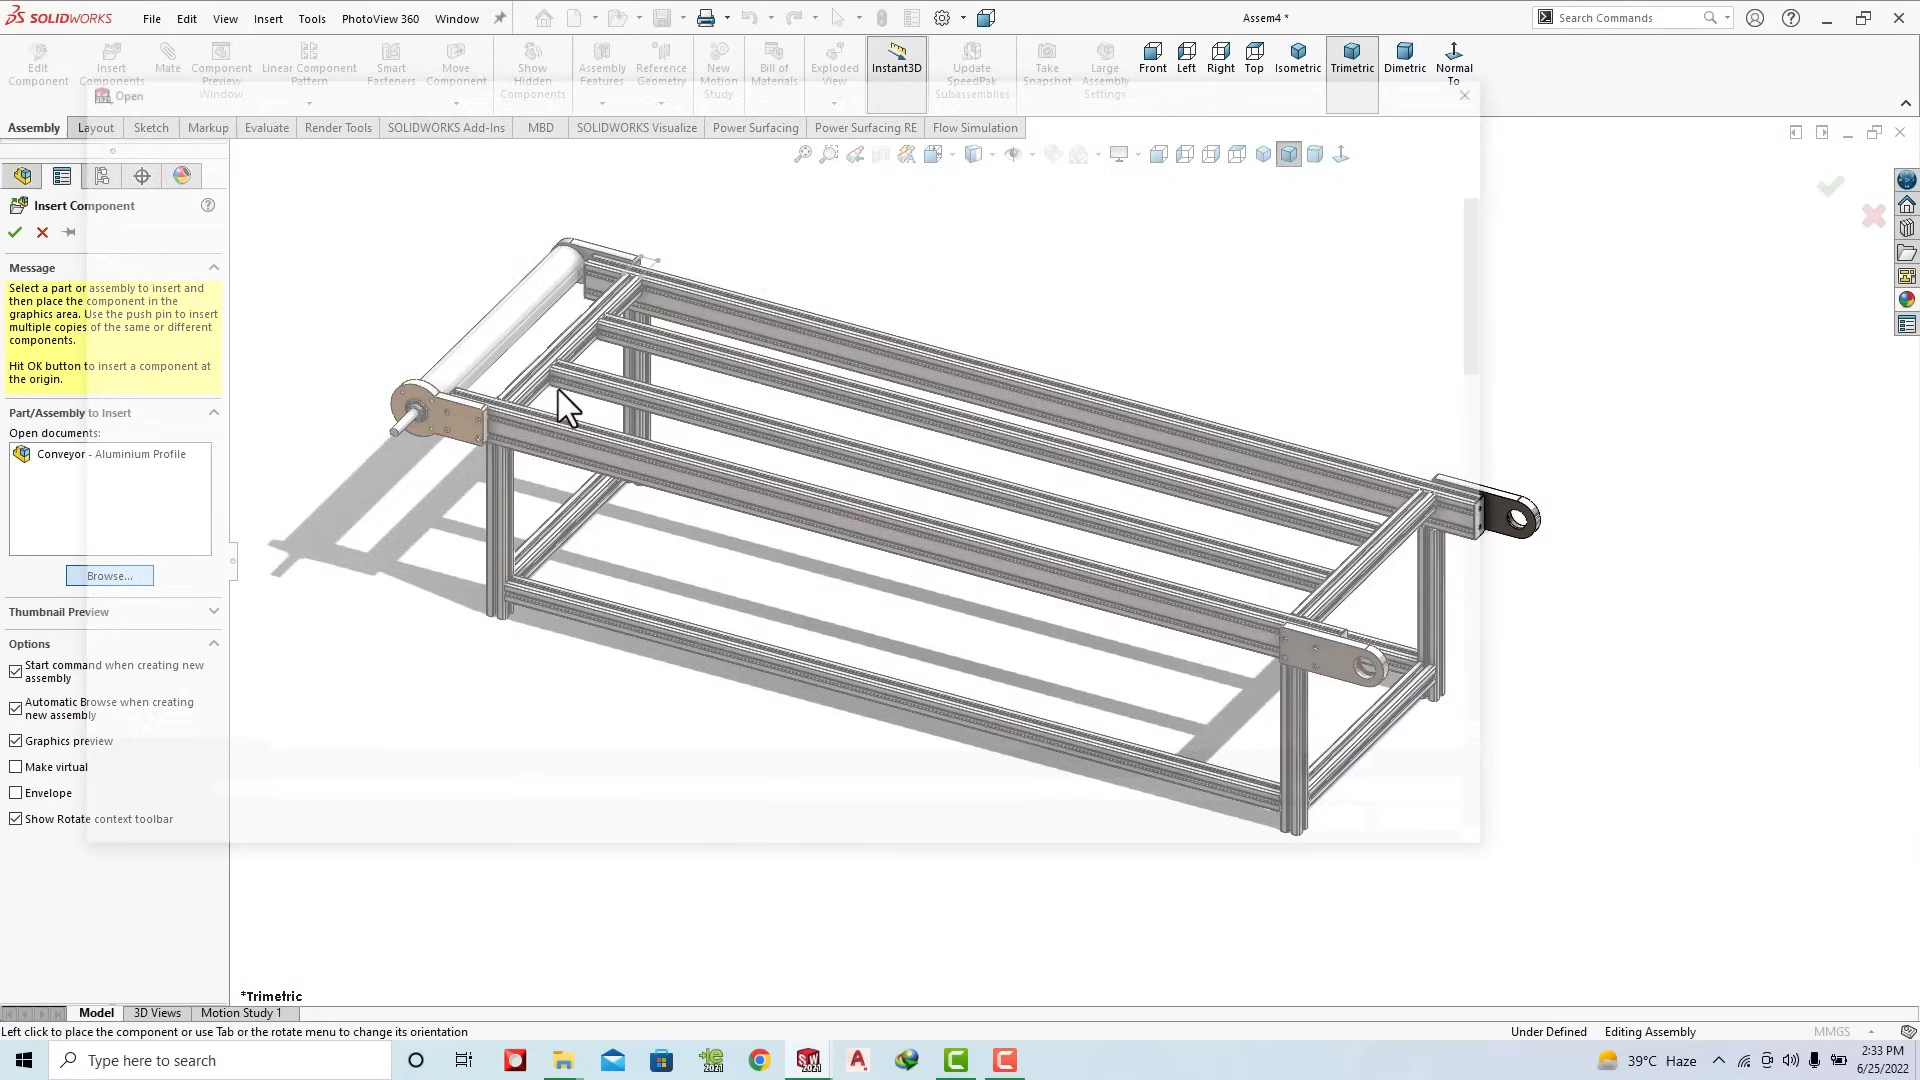 SOLIDWORKS File Edit View Insert Tools PhotoView 360 Window Assem4 * Search Commands
Edit Component
Insert Components
Mate
Component Preview Window
Linear Component Pattern
Smart Fasteners
Move Component
Show Hidden Components
Assembly Features
Reference Geometry
New Motion Study
Bill of Materials
Exploded View
Instant3D
Update SpeedPak Subassemblies
Take Snapshot
Large Assembly Settings
Front Left Right Top Isometric Trimetric Dimetric Normal To
Open
Assembly Layout Sketch Markup Evaluate Render Tools SOLIDWORKS Add-Ins MBD SOLIDWORKS Visualize Power Surfacing Power Surfacing RE Flow Simulation
Insert Component
Message
Select a part or assembly to insert and
then place the component in the
graphics area. Use the push pin to insert
multiple copies of the same or different
components.
Hit OK button to insert a component at
the origin.
Part/Assembly to Insert
Open documents:
Conveyor - Aluminium Profile
Browse...
Thumbnail Preview
Options
Start command when creating new
assembly
Automatic Browse when creating
new assembly
Graphics preview
Make virtual
Envelope
Show Rotate context toolbar
*Trimetric
Model 3D Views Motion Study 1
Left click to place the component or use Tab or the rotate menu to change its orientation Under Defined Editing Assembly MMGS
Type here to search 39°C Haze 2:33 PM
6/25/2022